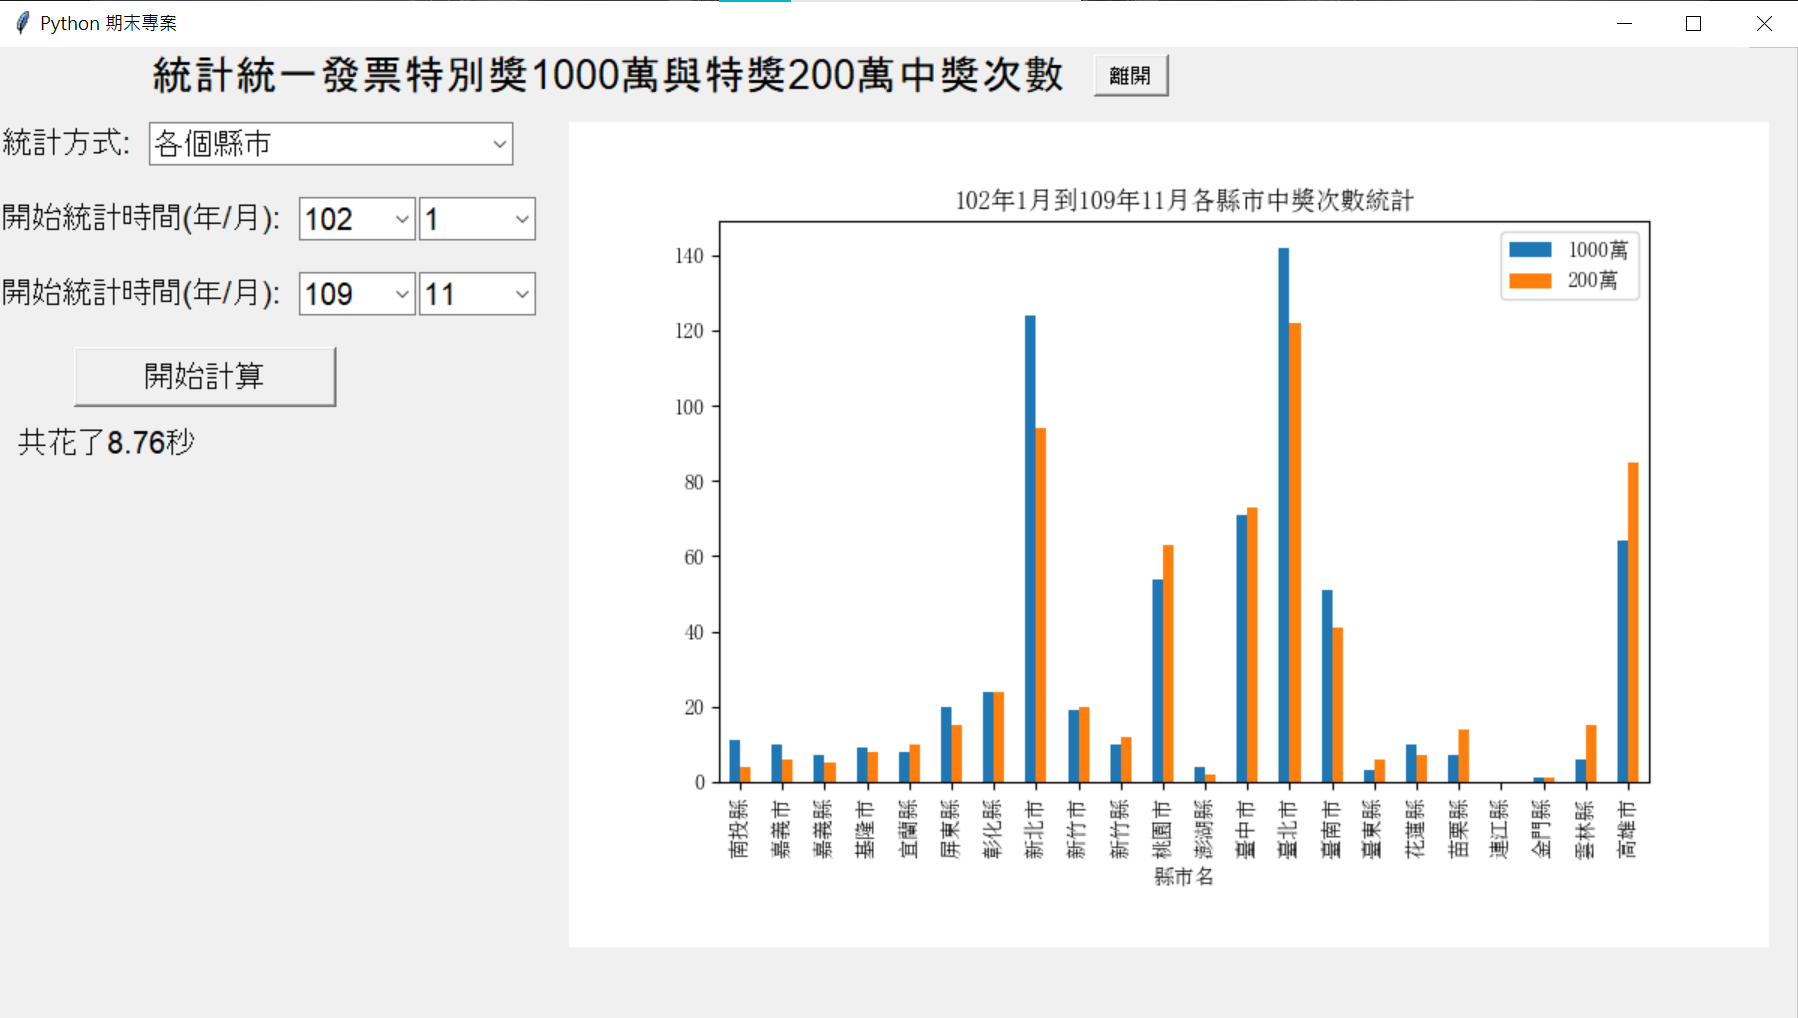 Python 期末專案
統計統一發票特別獎1000萬與特獎200萬中獎次數
離開
統計方式: 各個縣市
開始統計時間(年/月): 102 1
開始統計時間(年/月): 109 11
開始計算
共花了8.76秒
102年1月到109年11月各縣市中獎次數統計
1000萬
200萬
140
120
100
80
60
40
20
0
南投縣 嘉義市 嘉義縣 基隆市 宜蘭縣 屏東縣 彰化縣 新北市 新竹市 新竹縣 桃園市 澎湖縣 臺中市 臺北市 臺南市 臺東縣 花蓮縣 苗栗縣 連江縣 金門縣 雲林縣 高雄市
縣市名